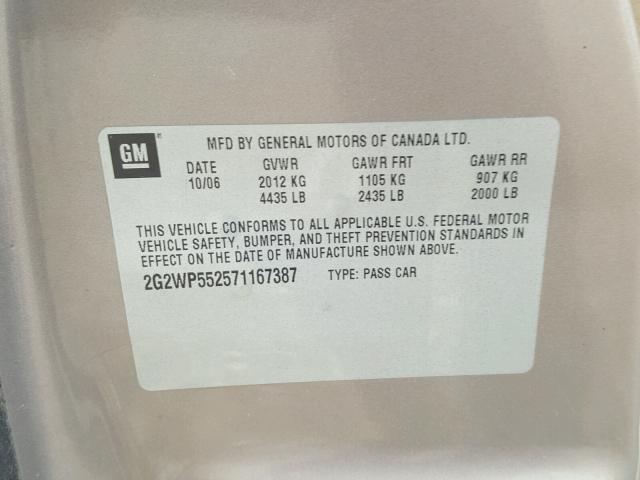 GM
MFD BY GENERAL MOTORS OF CANADA LTD.
DATE GVWR GAWR FRT GAWR RR
10/06 2012 KG 1105 KG 907 KG
4435 LB 2435 LB 2000 LB
THIS VEHICLE CONFORMS TO ALL APPLICABLE U.S. FEDERAL MOTOR
VEHICLE SAFETY, BUMPER, AND THEFT PREVENTION STANDARDS IN
EFFECT ON THE DATE OF MANUFACTURE SHOWN ABOVE.
2G2WP552571167387 TYPE: PASS CAR